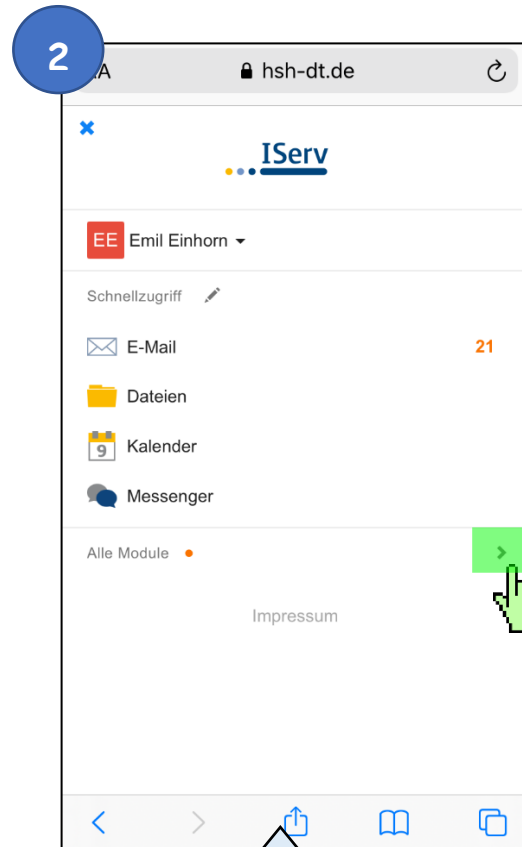 2
A
hsh-dt.de
IServ
EE Emil Einhorn
Schnellzugriff
E-Mail 21
Dateien
9 Kalender
Messenger
Alle Module
Impressum